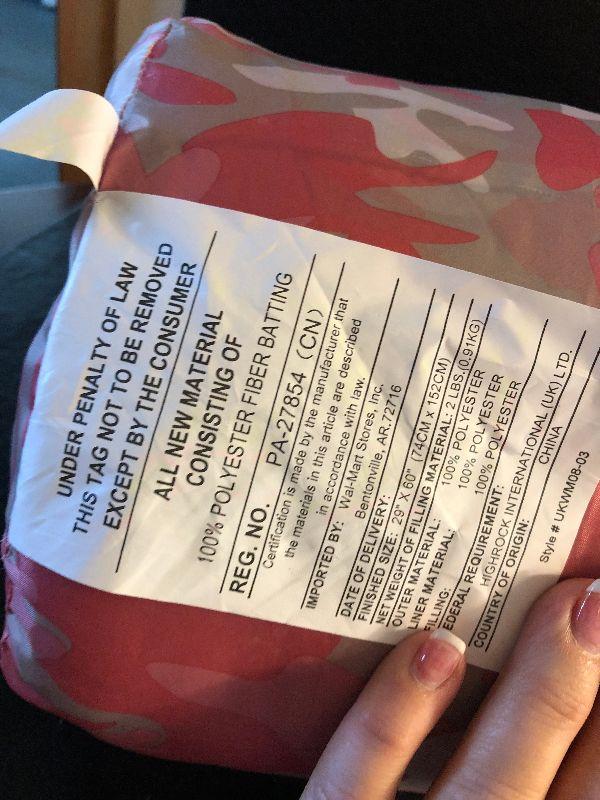 UNDER PENALTY OF LAW
THIS TAG NOT TO BE REMOVED
EXCEPT BY THE CONSUMER
ALL NEW MATERIAL
CONSISTING OF
100% POLYESTER FIBER BATTING
REG. NO. PA-27854 (CN)
Certification is made by the manufacturer that
the materials in this article are described
in accordance with law.
IMPORTED BY: Wal-Mart Stores, Inc.
Bentonville, AR,72716
DATE OF DELIVERY:
FINISHED SIZE: 29" X 60" (74CM X 152CM)
NET WEIGHT OF FILLING MATERIAL: 2 LBS.(0.91KG)
OUTER MATERIAL: 100% POLYESTER
LINER MATERIAL: 100% POLYESTER
FILLING: 100% POLYESTER
EDERAL REQUIREMENT:
HIGHROCK INTERNATIONAL (UK)LTD.
COUNTRY OF ORIGIN: CHINA
Style # UKWM08-03